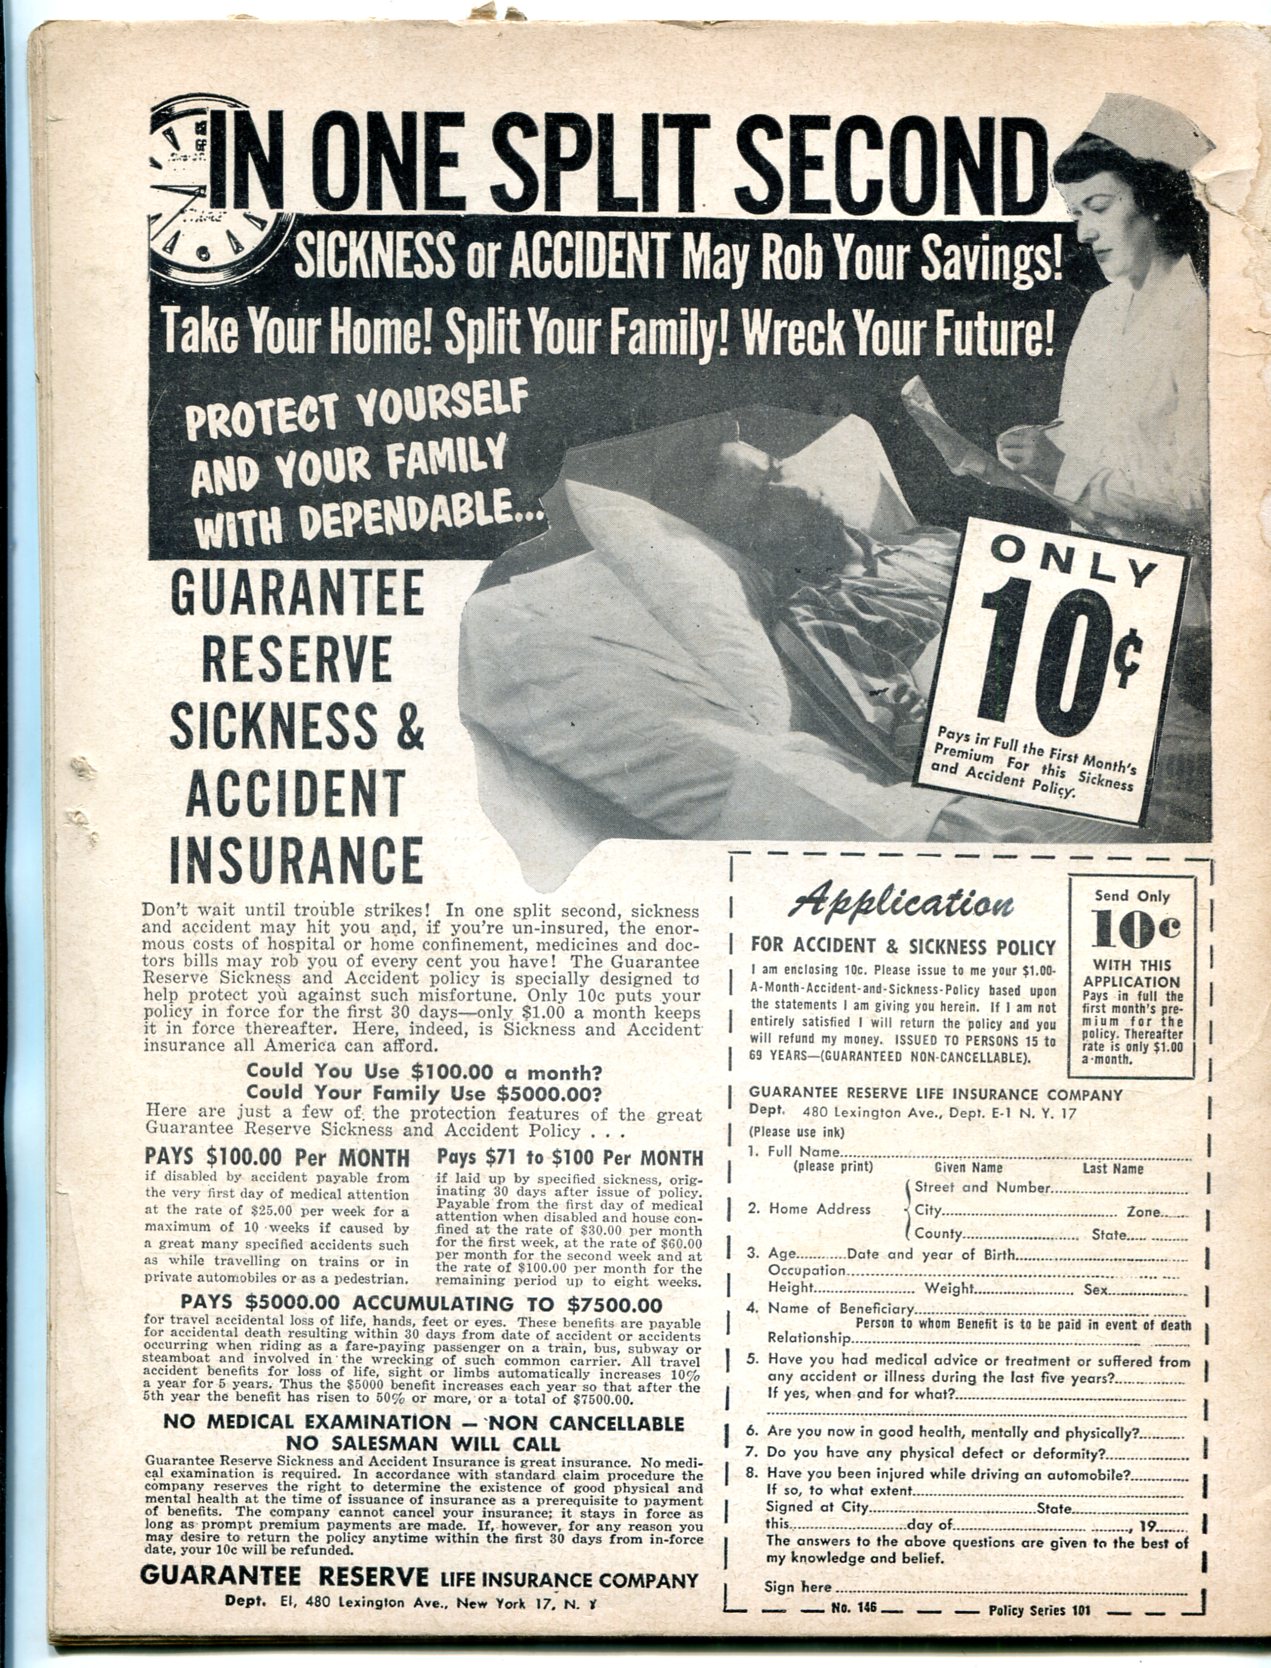 IN ONE SPLIT SECOND
SICKNESS or ACCIDENT May Rob Your Savings!
Take Your Home! Split Your Family! Wreck Your Future!
PROTECT YOURSELF
AND YOUR FAMILY
WITH DEPENDABLE...
GUARANTEE
RESERVE
SICKNESS &
ACCIDENT
INSURANCE
ONLY
10¢
Pays in Full the First Month's
Premium For this Sickness
and Accident Policy.
Don't wait until trouble strikes! In one split second, sickness
and accident may hit you and, if you're un-insured, the enor-
mous costs of hospital or home confinement, medicines and doc-
tors bills may rob you of every cent you have! The Guarantee
Reserve Sickness and Accident policy is specially designed to
help protect you against such misfortune. Only 10c puts your
policy in force for the first 30 days—only $1.00 a month keeps
it in force thereafter. Here, indeed, is Sickness and Accident
insurance all America can afford.
Could You Use $100.00 a month?
Could Your Family Use $5000.00?
Here are just a few of the protection features of the great
Guarantee Reserve Sickness and Accident Policy . . .
PAYS $100.00 Per MONTH
if disabled by accident payable from
the very first day of medical attention
at the rate of $25.00 per week for a
maximum of 10 weeks if caused by
a great many specified accidents such
as while travelling on trains or in
private automobiles or as a pedestrian.
Pays $71 to $100 Per MONTH
if laid up by specified sickness, orig-
inating 30 days after issue of policy.
Payable from the first day of medical
attention when disabled and house con-
fined at the rate of $30.00 per month
for the first week, at the rate of $60.00
per month for the second week and at
the rate of $100.00 per month for the
remaining period up to eight weeks.
PAYS $5000.00 ACCUMULATING TO $7500.00
for travel accidental loss of life, hands, feet or eyes. These benefits are payable
for accidental death resulting within 30 days from date of accident or accidents
occurring when riding as a fare-paying passenger on a train, bus, subway or
steamboat and involved in the wrecking of such common carrier. All travel
accident benefits for loss of life, sight or limbs automatically increases 10%
a year for 5 years. Thus the $5000 benefit increases each year so that after the
5th year the benefit has risen to 50% or more, or a total of $7500.00.
NO MEDICAL EXAMINATION — NON CANCELLABLE
NO SALESMAN WILL CALL
Guarantee Reserve Sickness and Accident Insurance is great insurance. No medi-
cal examination is required. In accordance with standard claim procedure the
company reserves the right to determine the existence of good physical and
mental health at the time of issuance of insurance as a prerequisite to payment
of benefits. The company cannot cancel your insurance; it stays in force as
long as prompt premium payments are made. If, however, for any reason you
may desire to return the policy anytime within the first 30 days from in-force
date, your 10c will be refunded.
GUARANTEE RESERVE LIFE INSURANCE COMPANY
Dept. EI, 480 Lexington Ave., New York 17, N. Y
Application
FOR ACCIDENT & SICKNESS POLICY
I am enclosing 10c. Please issue to me your $1.00-
A-Month-Accident-and-Sickness-Policy based upon
the statements I am giving you herein. If I am not
entirely satisfied I will return the policy and you
will refund my money. ISSUED TO PERSONS 15 to
69 YEARS—(GUARANTEED NON-CANCELLABLE).
Send Only
10c
WITH THIS
APPLICATION
Pays in full the
first month's pre-
mium for the
policy. Thereafter
rate is only $1.00
a month.
GUARANTEE RESERVE LIFE INSURANCE COMPANY
Dept. 480 Lexington Ave., Dept. E-1 N. Y. 17
(Please use ink)
1. Full Name
(please print) Given Name Last Name
Street and Number
2. Home Address City Zone
County State
3. Age Date and year of Birth
Occupation
Height Weight Sex
4. Name of Beneficiary
Person to whom Benefit is to be paid in event of death
Relationship
5. Have you had medical advice or treatment or suffered from
any accident or illness during the last five years?
If yes, when and for what?
6. Are you now in good health, mentally and physically?
7. Do you have any physical defect or deformity?
8. Have you been injured while driving an automobile?
If so, to what extent
Signed at City State
this day of , 19
The answers to the above questions are given to the best of
my knowledge and belief.
Sign here
No. 146 Policy Series 101